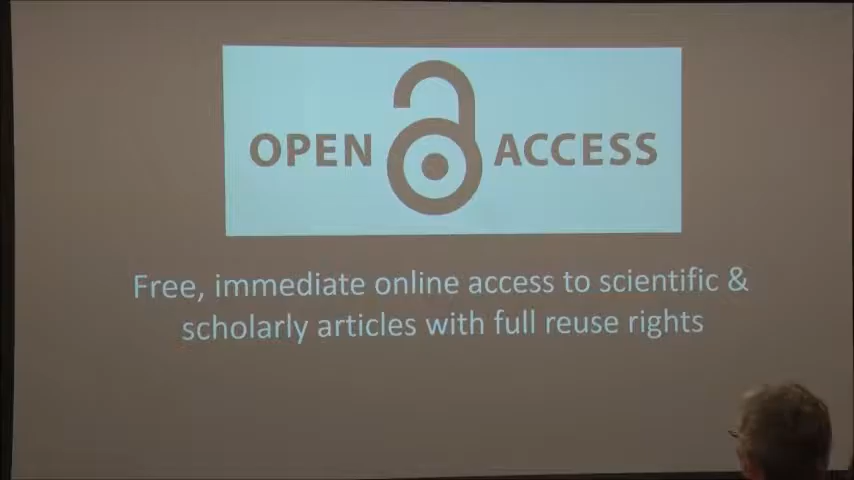 OPEN ACCESS
Free, immediate online access to scientific &
scholarly articles with full reuse rights